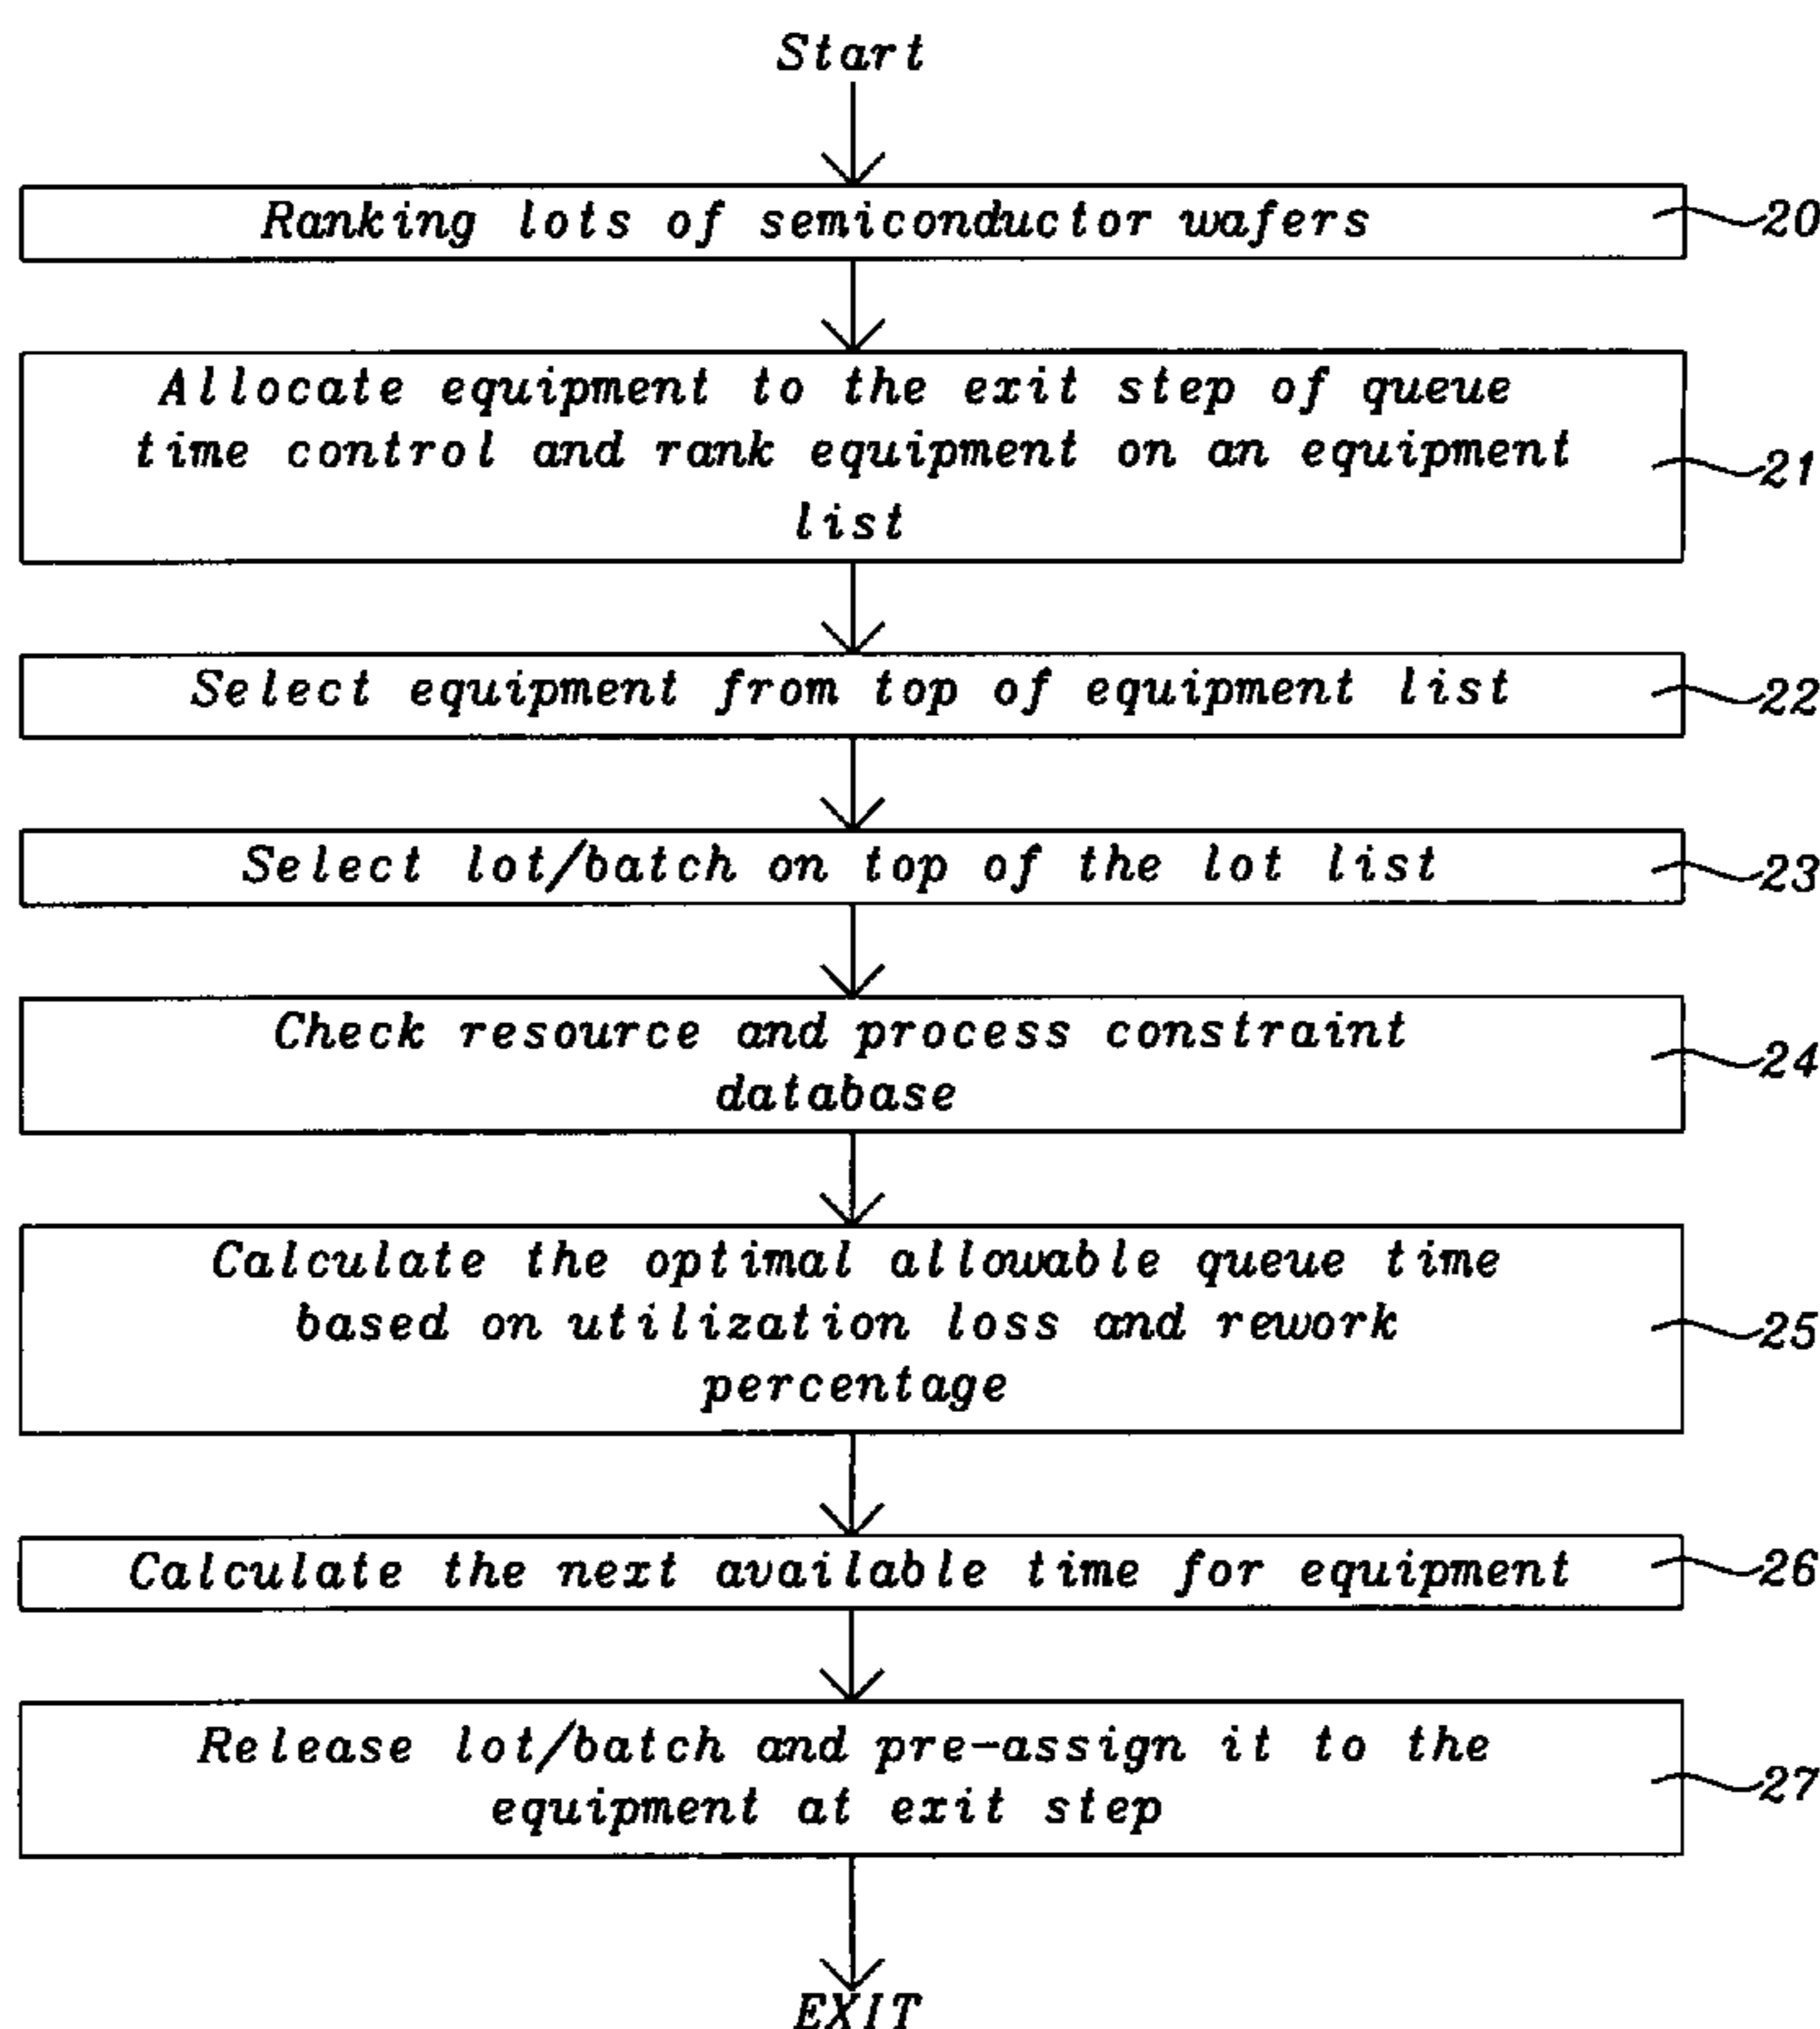 Start
Ranking lots of semiconductor wafers
20
Allocate equipment to the exit step of queue
time control and rank equipment on an equipment
list
21
Select equipment from top of equipment list
22
Select lot/batch on top of the lot list
23
Check resource and process constraint
database
24
Calculate the optimal allowable queue time
based on utilization loss and rework
percentage
25
Calculate the next available time for equipment
26
Release lot/batch and pre-assign it to the
equipment at exit step
27
EXIT